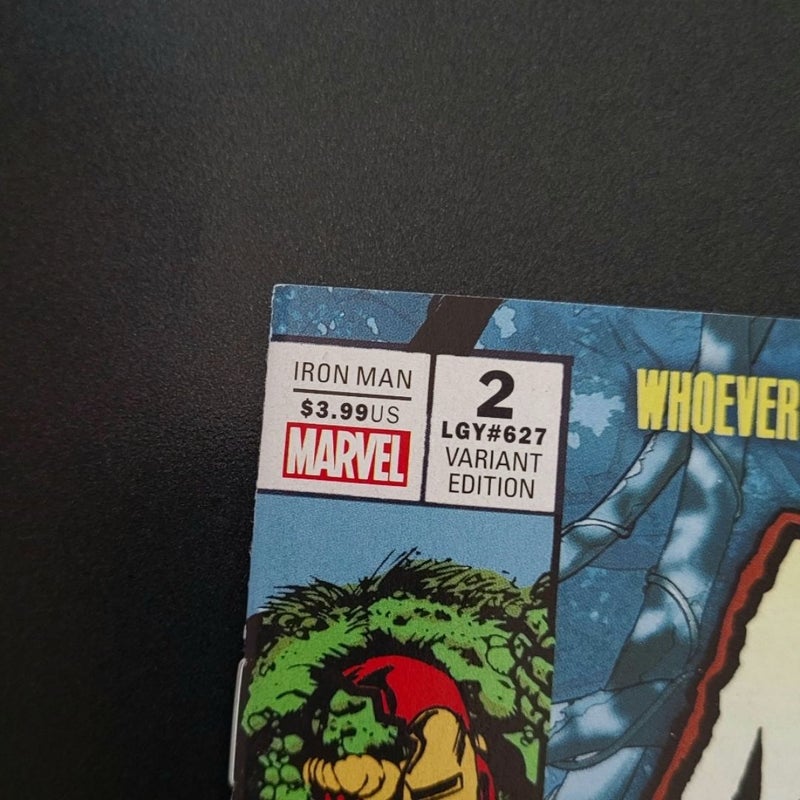 IRON MAN
$3.99US
MARVEL
2
LGY#627
VARIANT
EDITION
WHOEVER